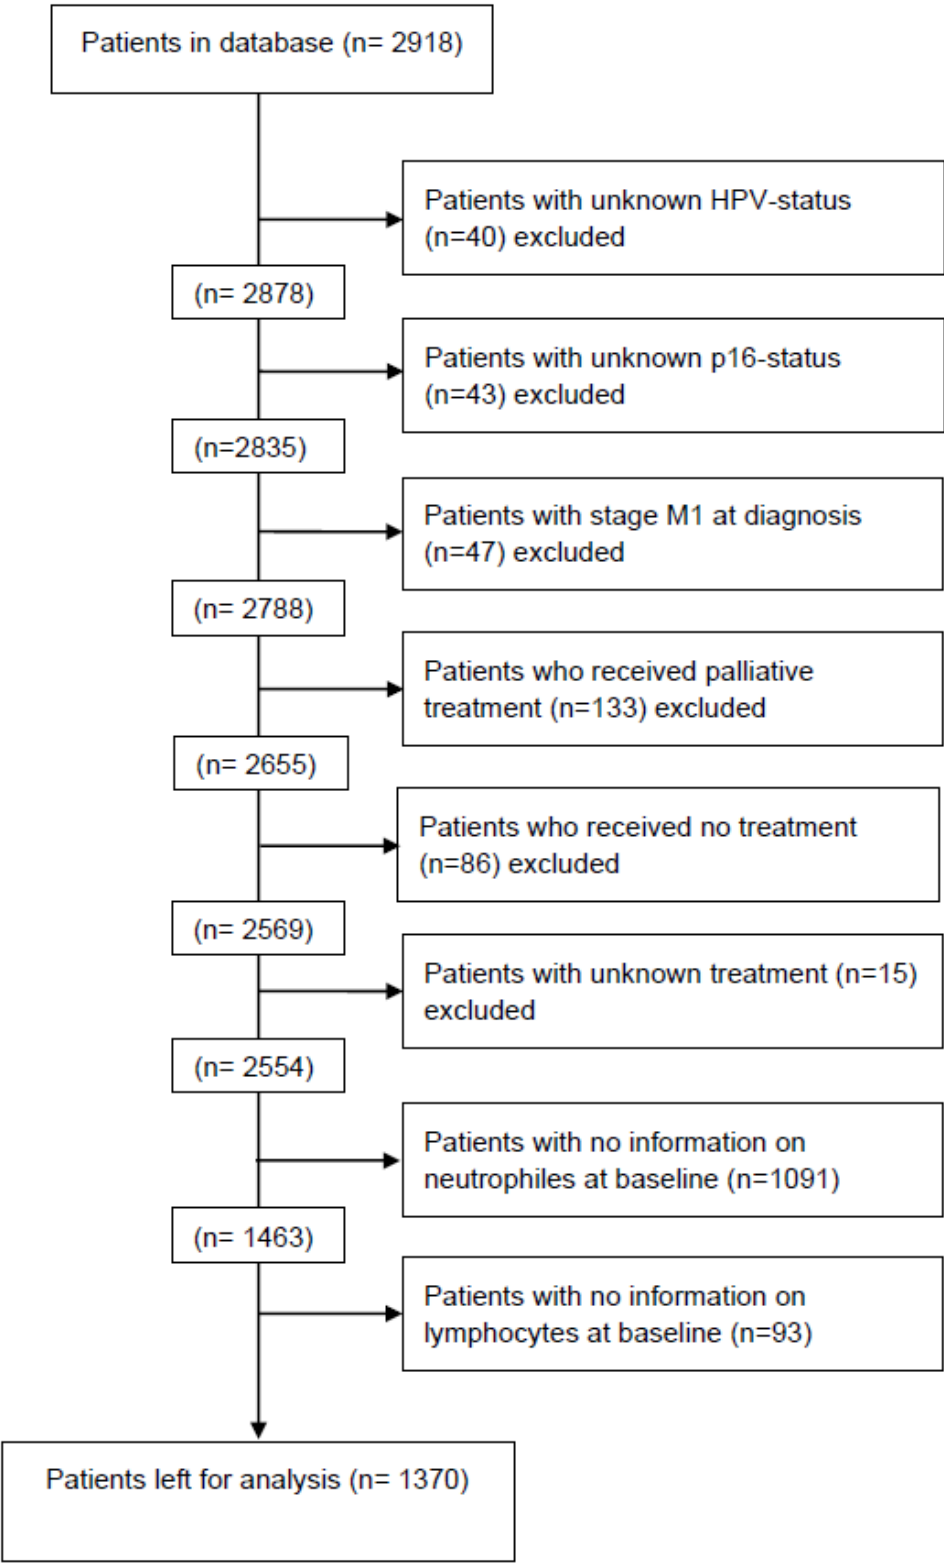 Patients in database (n= 2918)
Patients with unknown HPV-status
(n=40) excluded
(n= 2878)
Patients with unknown p16-status
(n=43) excluded
(n=2835)
Patients with stage M1 at diagnosis
(n=47) excluded
(n= 2788)
Patients who received palliative
treatment (n=133) excluded
(n= 2655)
Patients who received no treatment
(n=86) excluded
(n= 2569)
Patients with unknown treatment (n=15)
excluded
(n= 2554)
Patients with no information on
neutrophiles at baseline (n=1091)
(n= 1463)
Patients with no information on
lymphocytes at baseline (n=93)
Patients left for analysis (n= 1370)